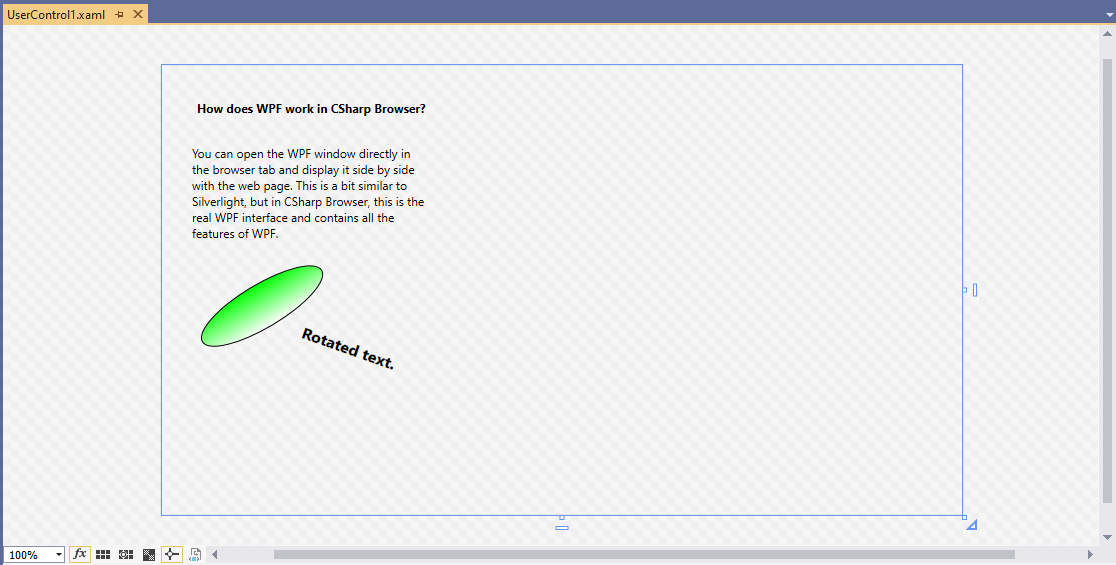 UserControl1.xaml
How does WPF work in CSharp Browser?
You can open the WPF window directly in
the browser tab and display it side by side
with the web page. This is a bit similar to
Silverlight, but in CSharp Browser, this is the
real WPF interface and contains all the
features of WPF.
Rotated text.
100%
fx